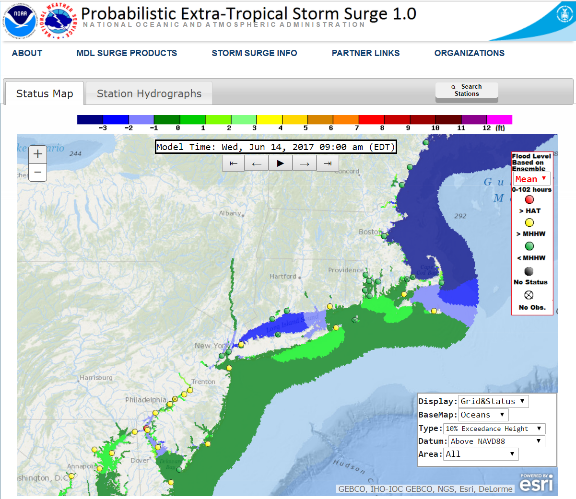 Probabilistic Extra-Tropical Storm Surge 1.0
NATIONAL OCEANIC AND ATMOSPHERIC ADMINISTRATION
NOAA
ABOUT MDL SURGE PRODUCTS STORM SURGE INFO PARTNER LINKS ORGANIZATIONS
Status Map Station Hydrographs Search
Stations
-3 -2 -1 0 1 2 3 4 5 6 7 8 9 10 11 12 (ft)
Model Time: Wed, Jun 14, 2017 09:00 am (EDT)
+
−
244
Concord
Albany
Boston
292
Gu
M
Hartford
Providence
New York
Harrisburg
Trenton
Philadelphia
Dover
Annapolis
shington, D.C.
Hudson C
Flood Level
Based on
Ensemble
Mean
0-102 hours
> HAT
> MHHW
< MHHW
No Status
No Obs.
Display: Grid&Status
BaseMap: Oceans
Type: 10% Exceedance Height
Datum: Above NAVD88
Area: All
POWERED BY
esri
GEBCO, IHO-IOC GEBCO, NGS, Esri, DeLorme